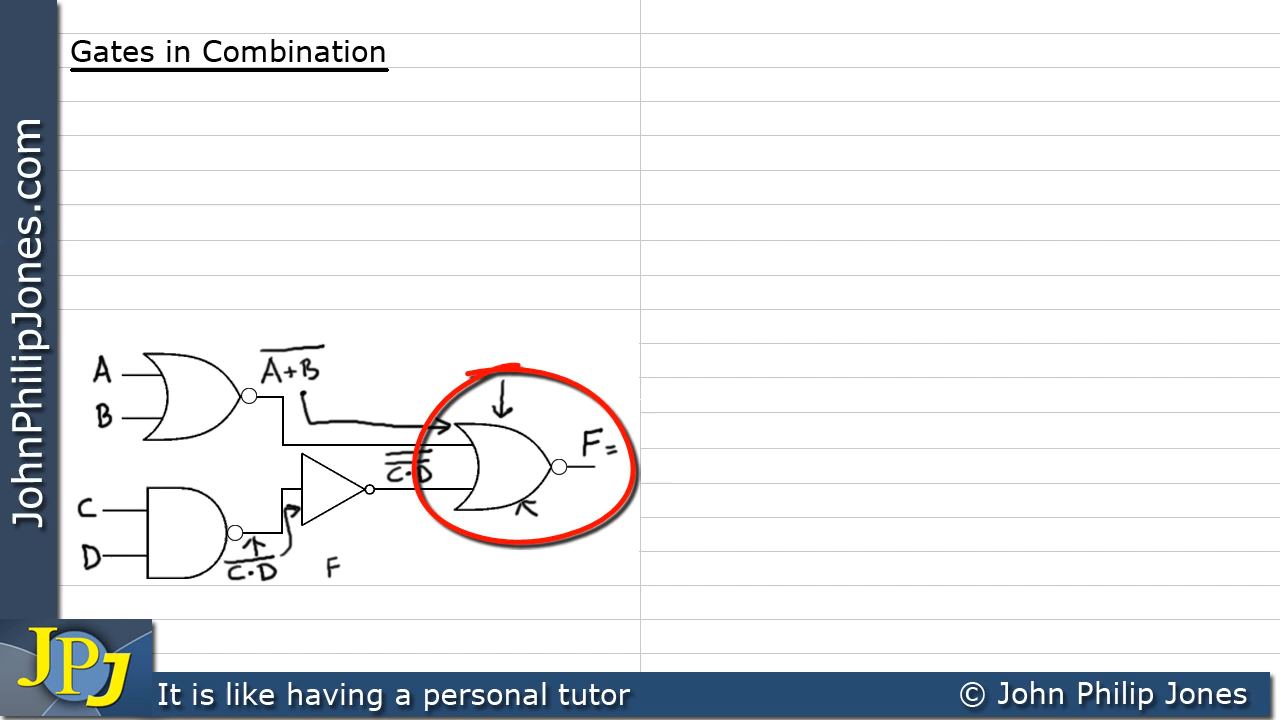 Gates in Combination
JohnPhilipJones.com
A
B
A+B
C·D
F=
C
D
C·D
F
JPJ
It is like having a personal tutor
© John Philip Jones